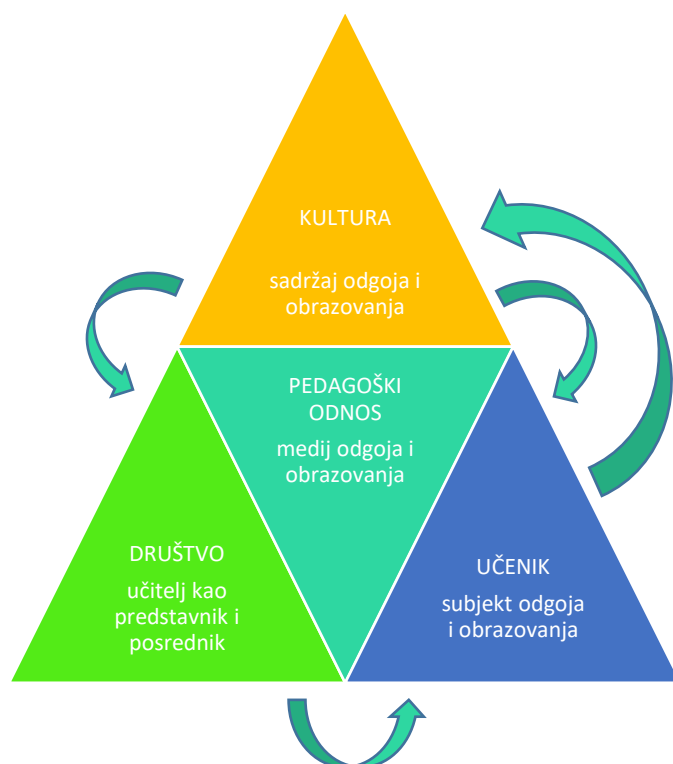 KULTURA
sadržaj odgoja i
obrazovanja
PEDAGOŠKI
ODNOS
medij odgoja i
obrazovanja
DRUŠTVO
učitelj kao
predstavnik i
posrednik
UČENIK
subjekt odgoja
i obrazovanja